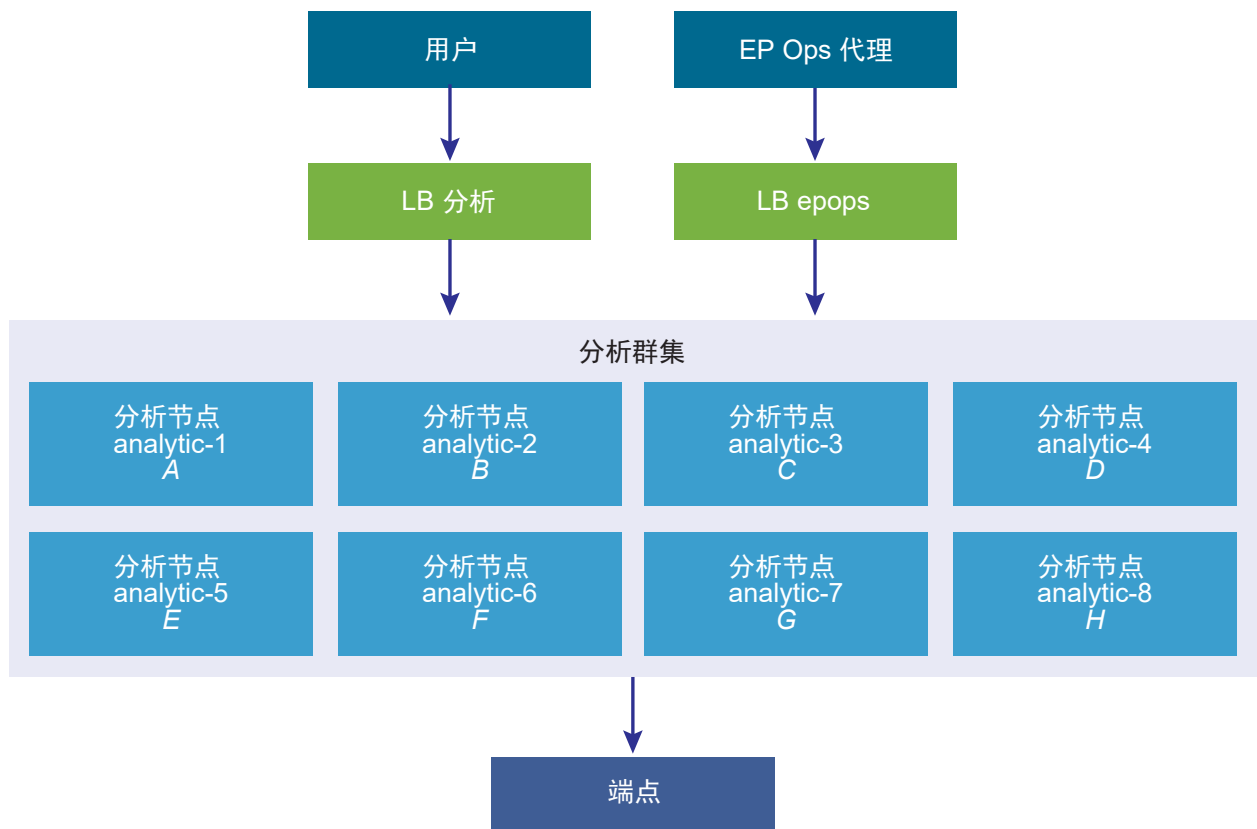 用户
EP Ops 代理
LB 分析
LB epops
分析群集
分析节点
analytic-1
A
分析节点
analytic-2
B
分析节点
analytic-3
C
分析节点
analytic-4
D
分析节点
analytic-5
E
分析节点
analytic-6
F
分析节点
analytic-7
G
分析节点
analytic-8
H
端点